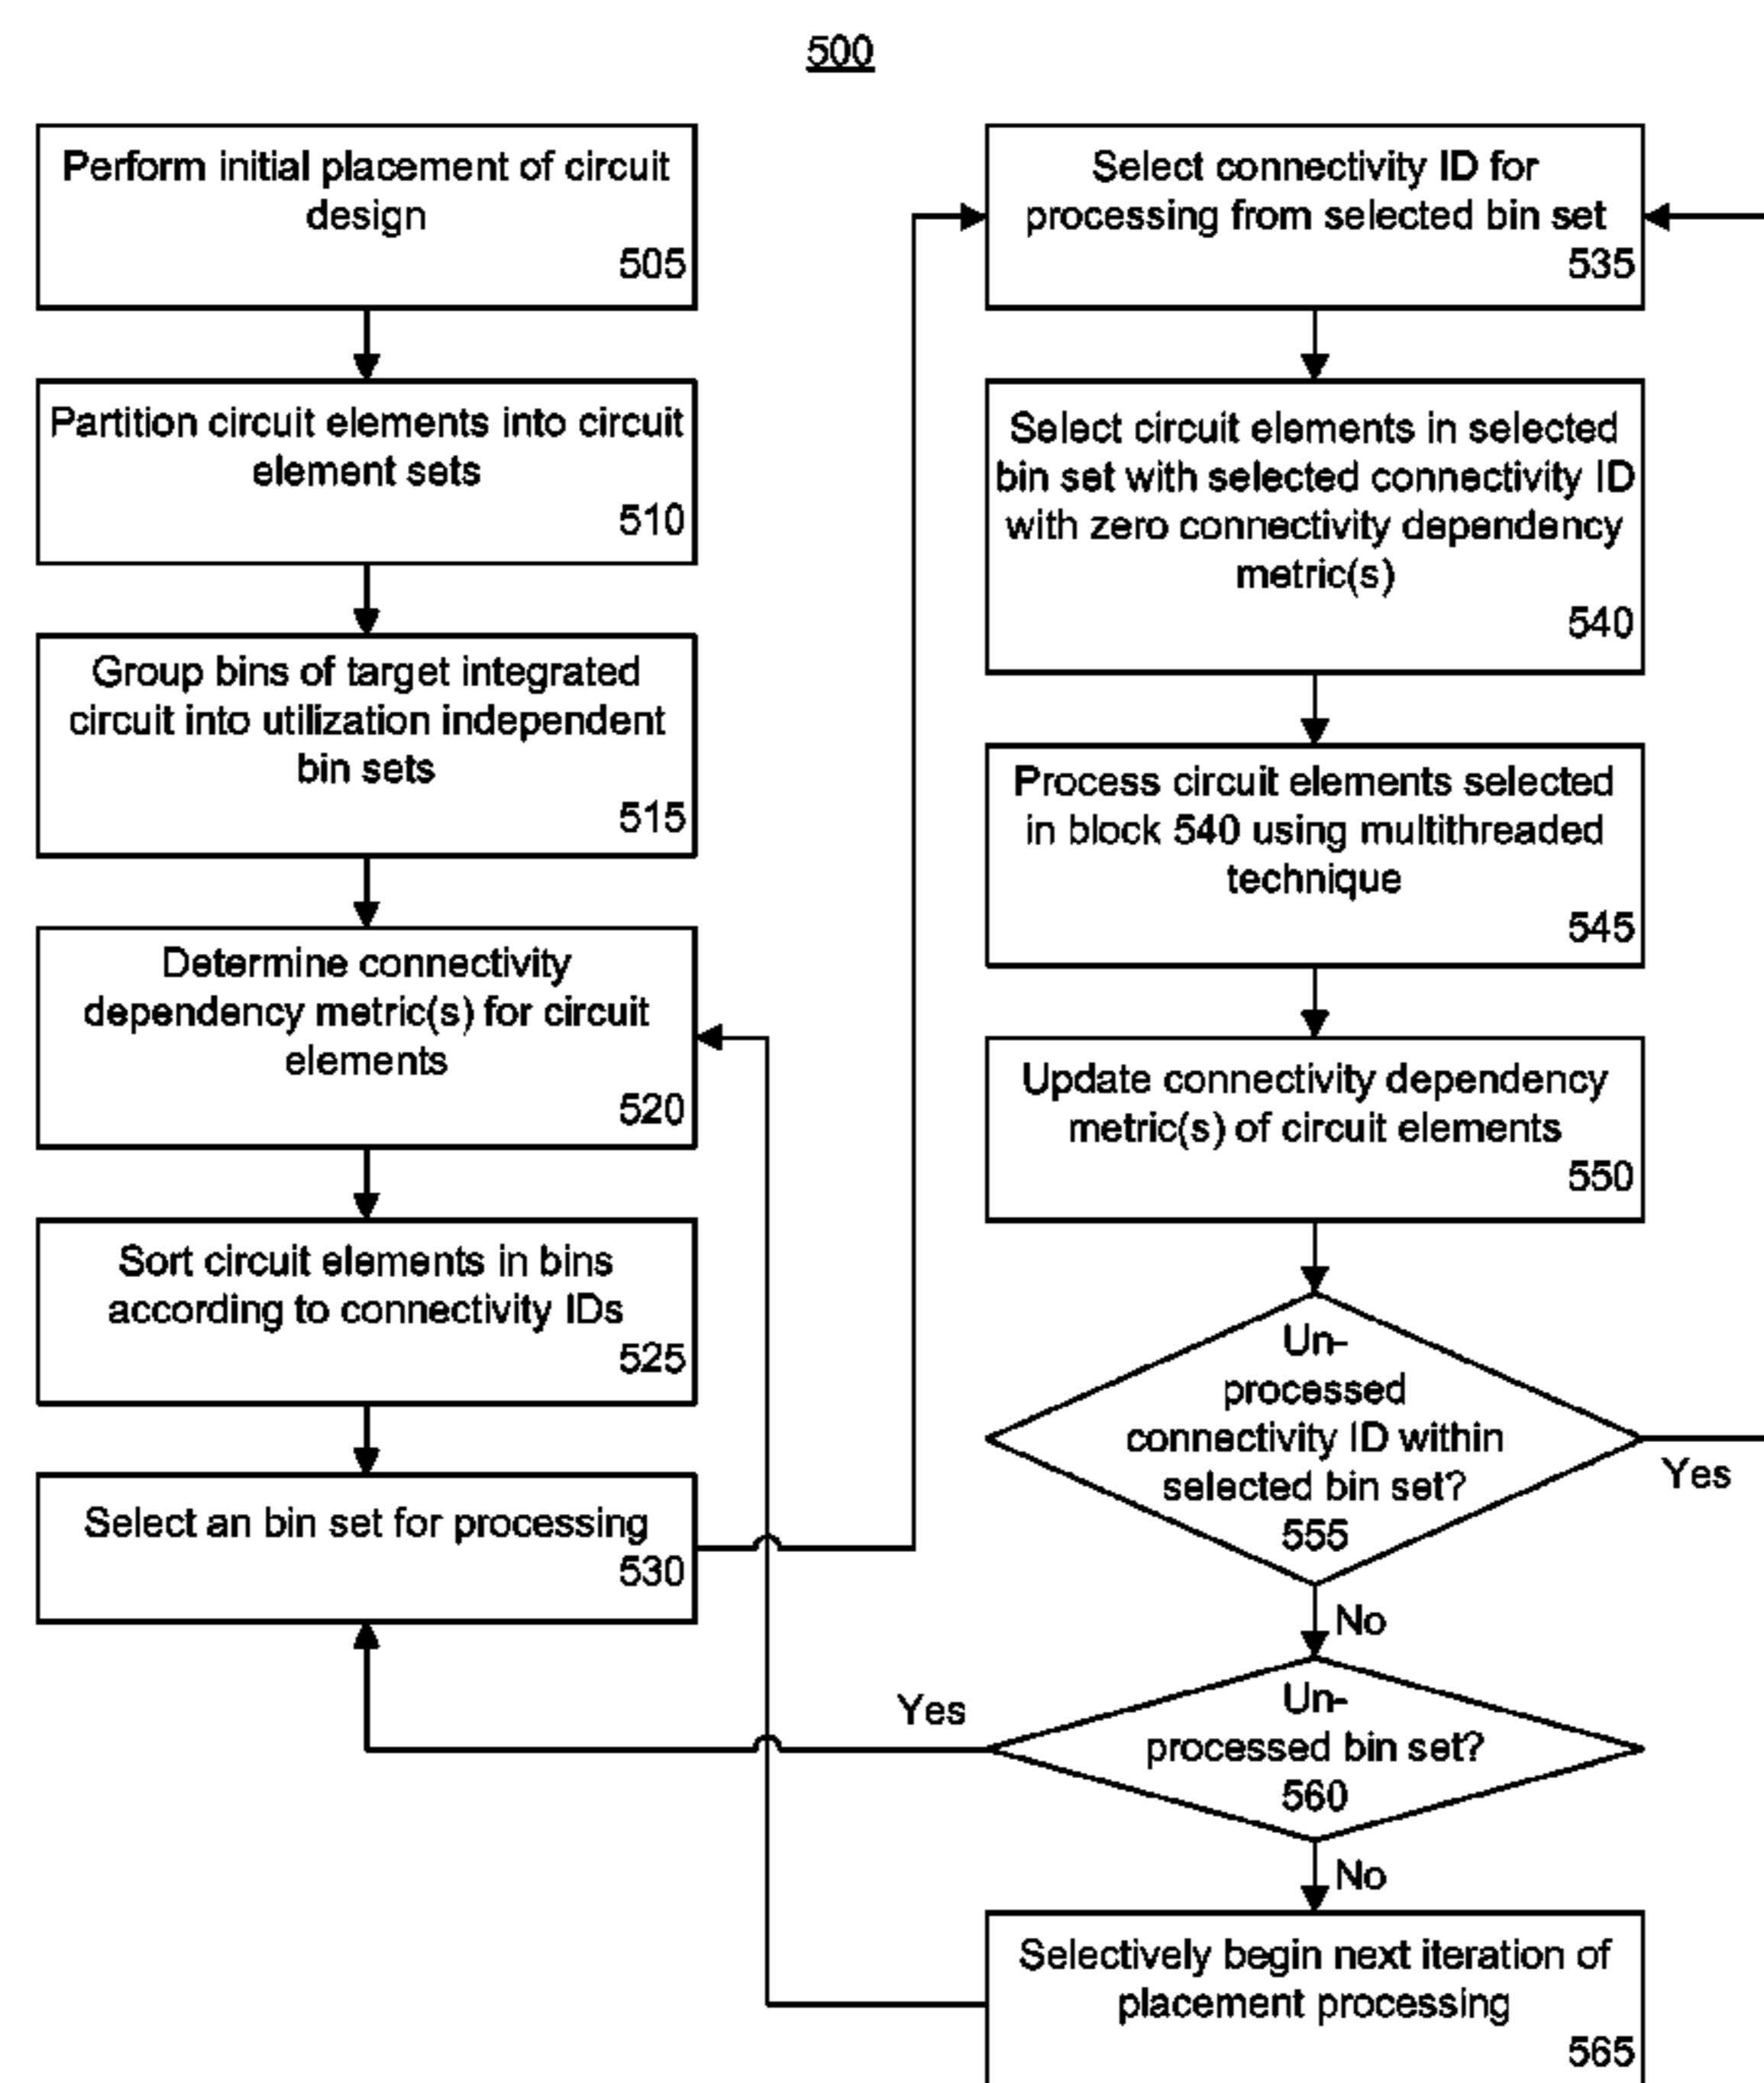 500
Perform initial placement of circuit
design
505
Partition circuit elements into circuit
element sets
510
Group bins of target integrated
circuit into utilization independent
bin sets
515
Determine connectivity
dependency metric(s) for circuit
elements
520
Sort circuit elements in bins
according to connectivity IDs
525
Select an bin set for processing
530
Select connectivity ID for
processing from selected bin set
535
Select circuit elements in selected
bin set with selected connectivity ID
with zero connectivity dependency
metric(s)
540
Process circuit elements selected
in block 540 using multithreaded
technique
545
Update connectivity dependency
metric(s) of circuit elements
550
Un-
processed
connectivity ID within
selected bin set?
555
Yes
No
Un-
processed bin set?
560
Yes
No
Selectively begin next iteration of
placement processing
565